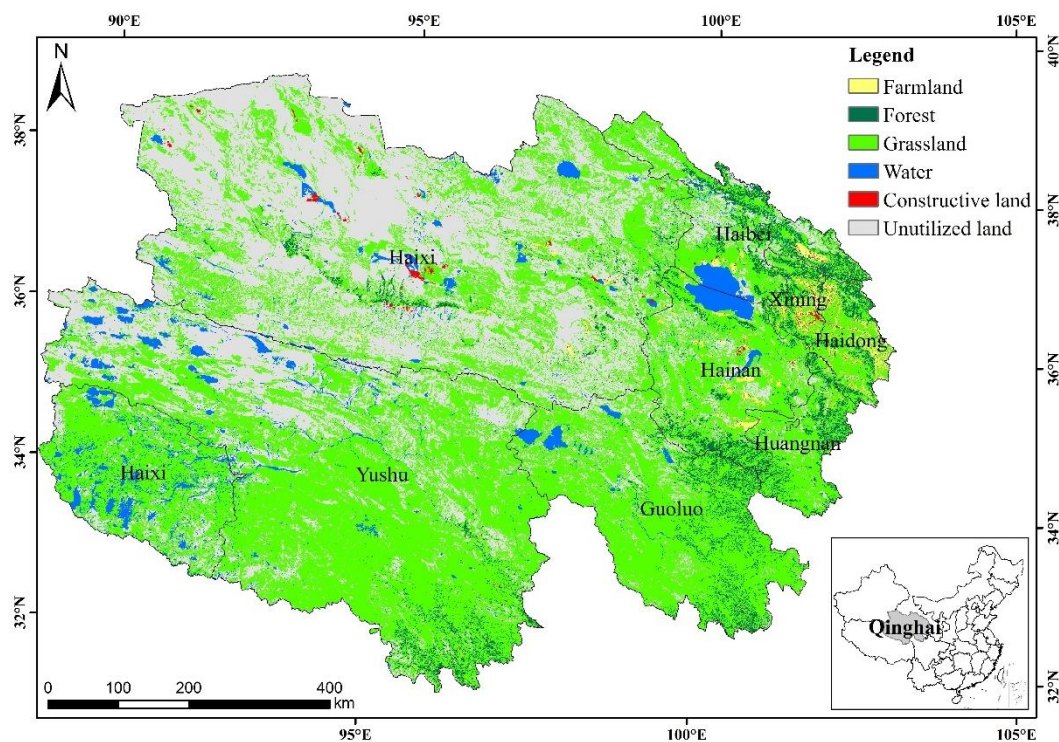 90°E
95°E
100°E
105°E
N
40°N
38°N
36°N
34°N
32°N
38°N
36°N
34°N
32°N
Legend
Farmland
Forest
Grassland
Water
Constructive land
Unutilized land
Haibei
Haixi
Xining
Haidong
Hainan
Huangnan
Haixi
Yushu
Guoluo
Qinghai
0 100 200 400
km
95°E
100°E
105°E